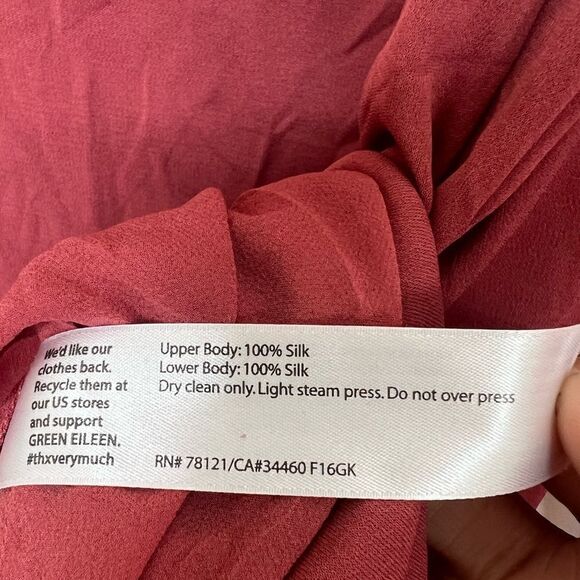 We'd like our
clothes back.
Recycle them at
our US stores
and support
GREEN EILEEN.
#thxverymuch
Upper Body: 100% Silk
Lower Body: 100% Silk
Dry clean only. Light steam press. Do not over press
RN# 78121/CA#34460 F16GK